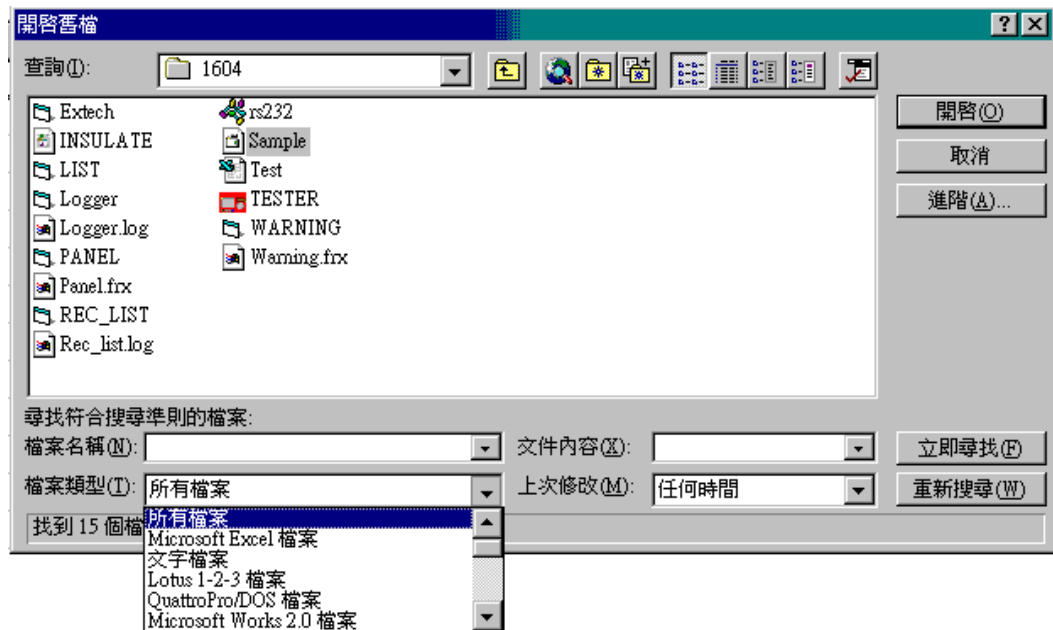 開啓舊檔
查詢(I): 1604
Extech
INSULATE
LIST
Logger
Logger.log
PANEL
Panel.frx
REC_LIST
Rec_list.log
rs232
Sample
Test
TESTER
WARNING
Warning.frx
開啓(O)
取消
進階(A)...
尋找符合搜尋準則的檔案:
檔案名稱(N): 文件內容(X): 立即尋找(F)
檔案類型(T): 所有檔案 上次修改(M): 任何時間 重新搜尋(W)
找到 15 個檔
所有檔案
Microsoft Excel 檔案
文字檔案
Lotus 1-2-3 檔案
QuattroPro/DOS 檔案
Microsoft Works 2.0 檔案